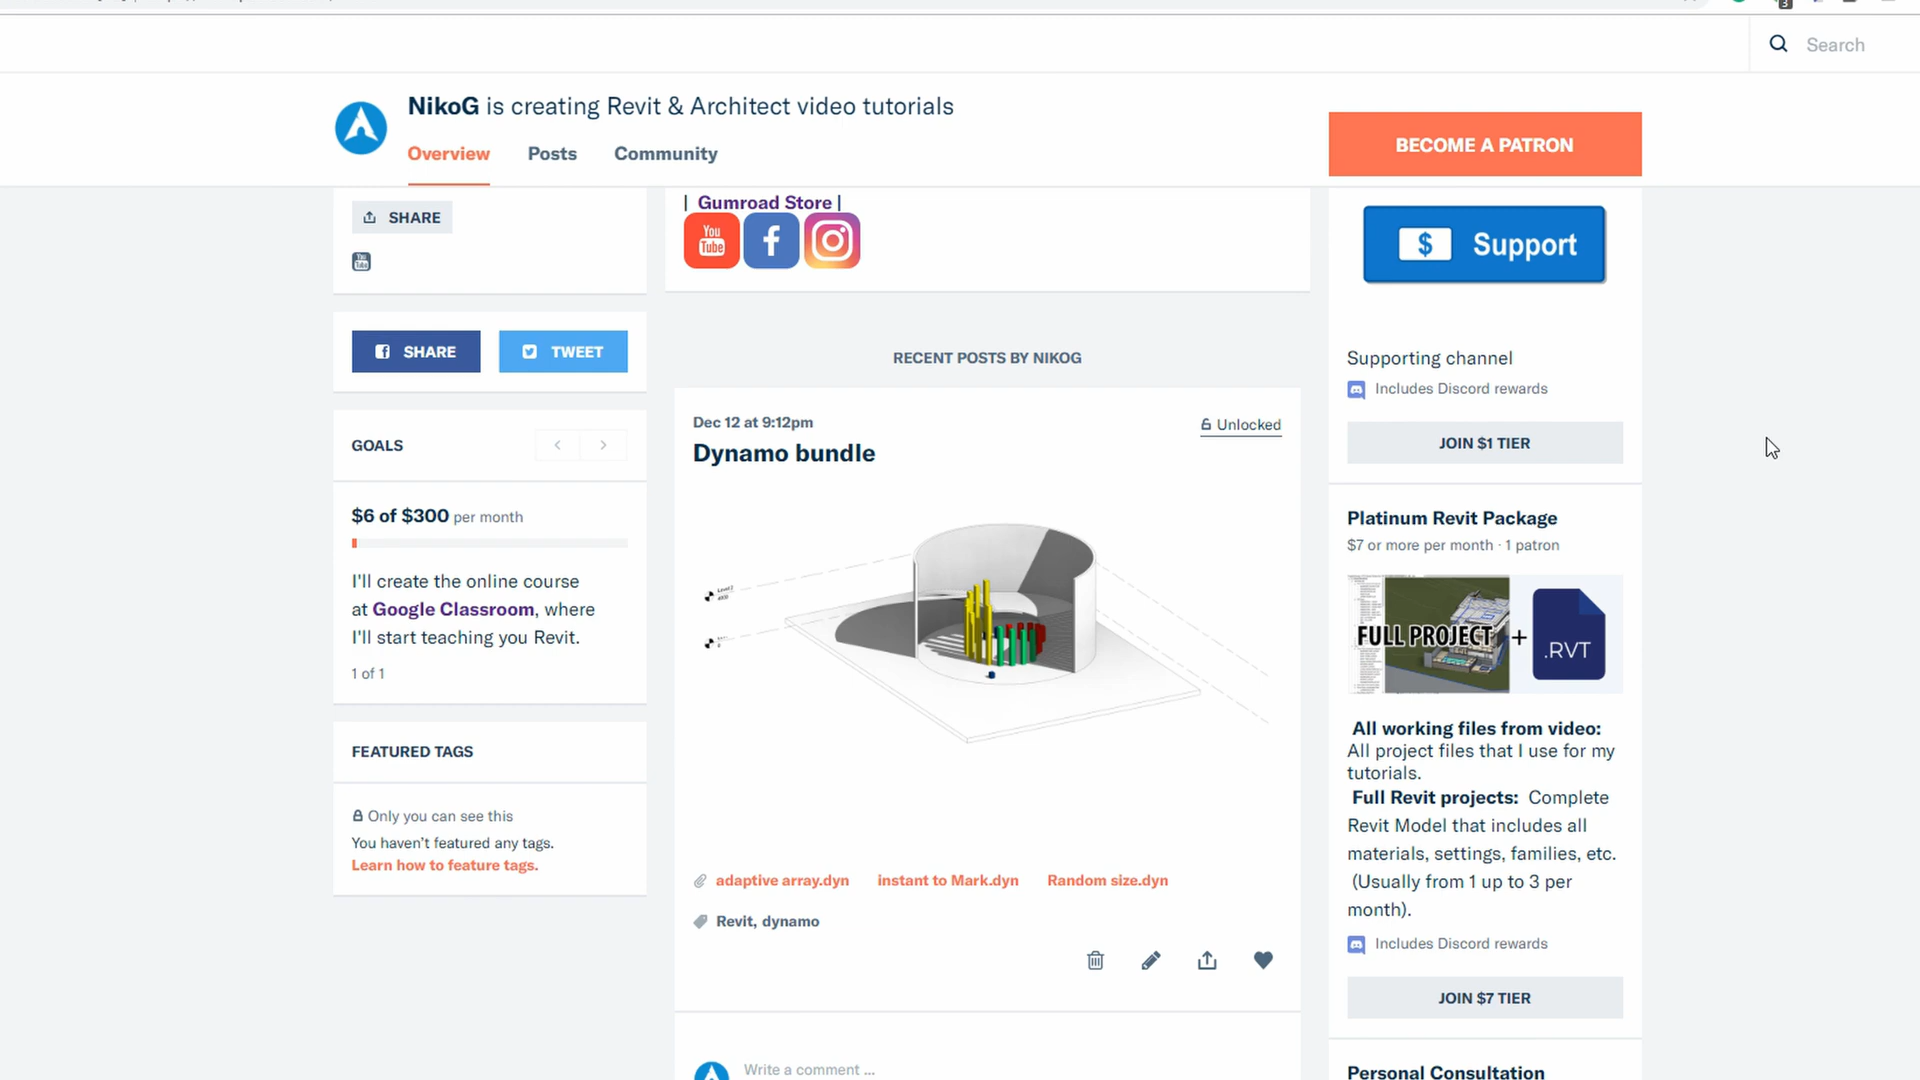 3
Search
NikoG is creating Revit & Architect video tutorials
Overview
Posts
Community
BECOME A PATRON
SHARE
You
Tube
SHARE
TWEET
GOALS
$6 of $300 per month
I'll create the online course
at Google Classroom, where
I'll start teaching you Revit.
1 of 1
FEATURED TAGS
Only you can see this
You haven't featured any tags.
Learn how to feature tags.
| Gumroad Store |
You
Tube
RECENT POSTS BY NIKOG
Dec 12 at 9:12pm
Unlocked
Dynamo bundle
adaptive array.dyn
instant to Mark.dyn
Random size.dyn
Revit, dynamo
Write a comment ...
$ Support
Supporting channel
Includes Discord rewards
JOIN $1 TIER
Platinum Revit Package
$7 or more per month · 1 patron
FULL PROJECT + .RVT
All working files from video:
All project files that I use for my
tutorials.
Full Revit projects: Complete
Revit Model that includes all
materials, settings, families, etc.
(Usually from 1 up to 3 per
month).
Includes Discord rewards
JOIN $7 TIER
Personal Consultation